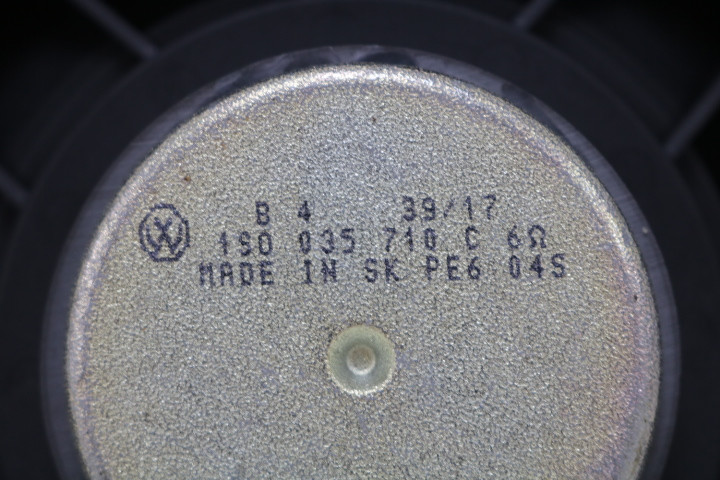 B 4 39/17
1S0 035 710 C 6Ω
MADE IN SK PE6 04S